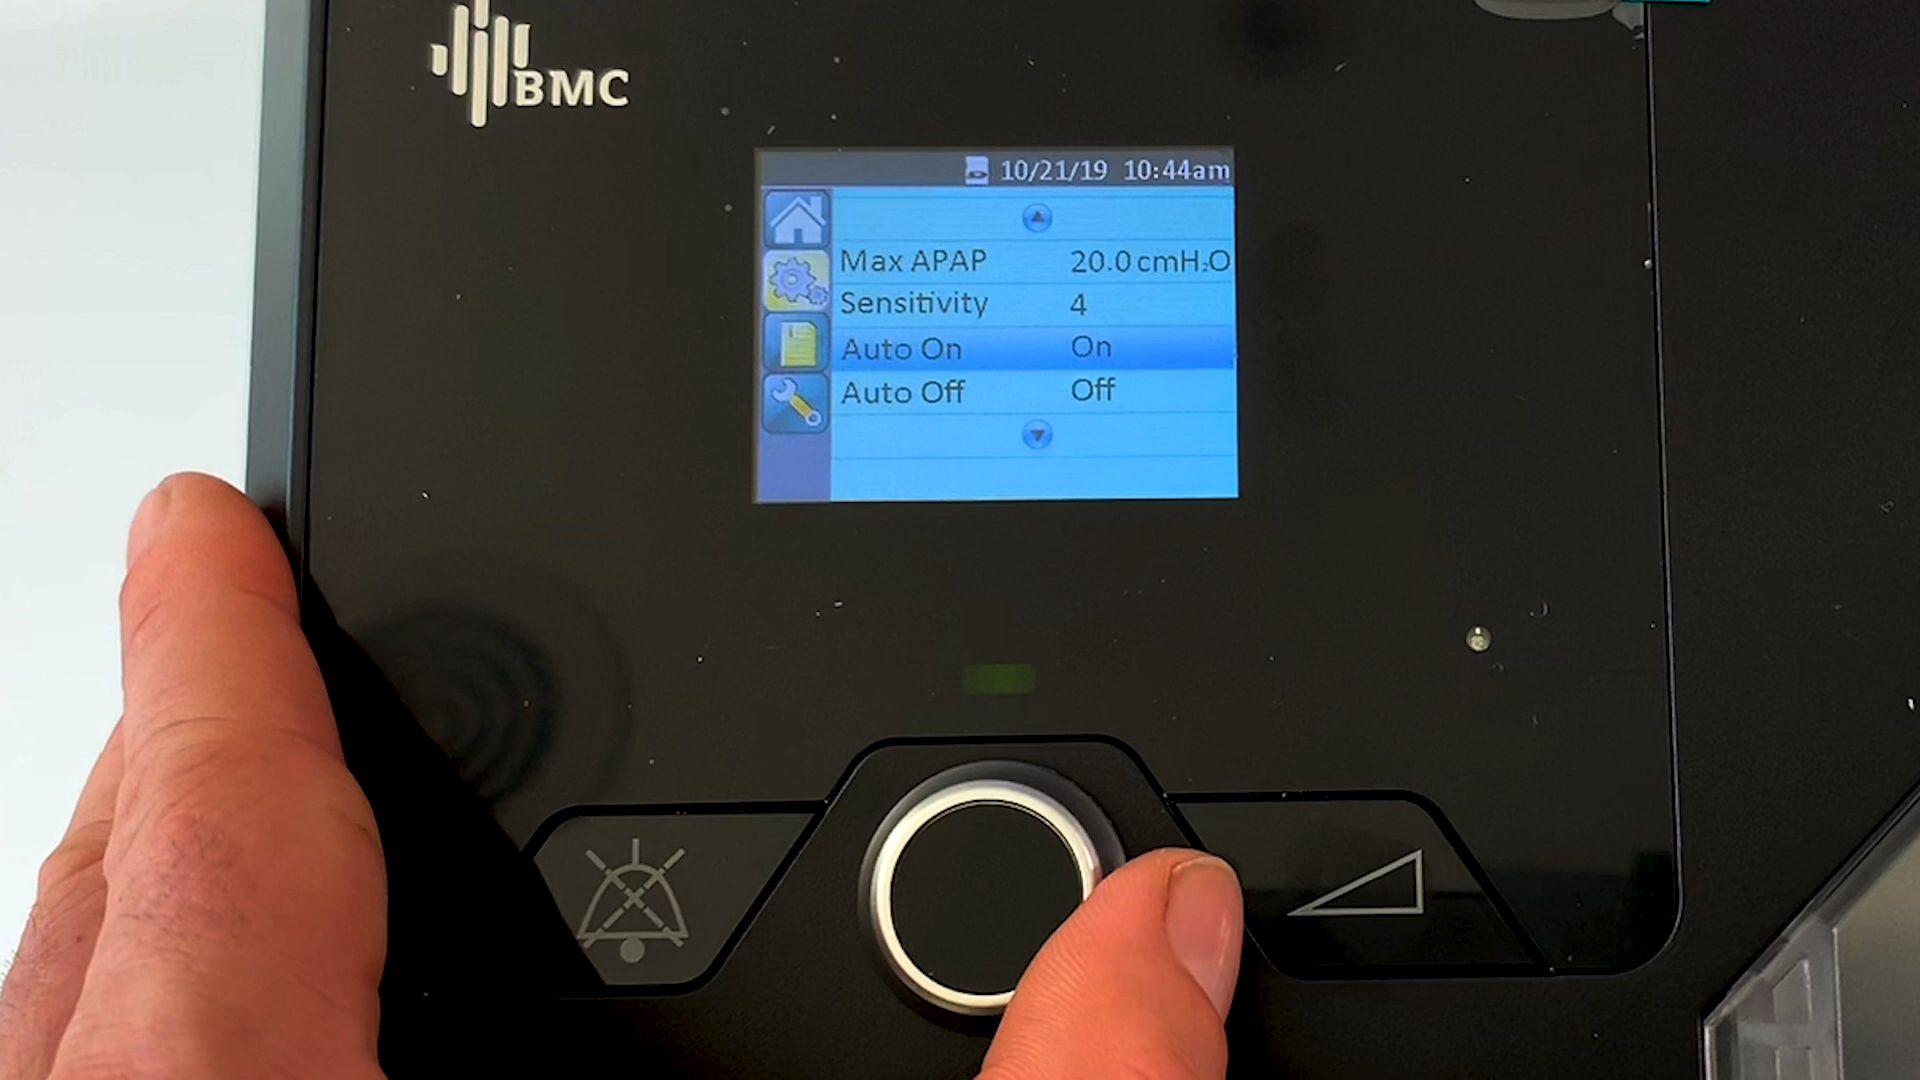 BMC
10/21/19 10:44am
Max APAP 20.0 cmH₂O
Sensitivity 4
Auto On On
Auto Off Off